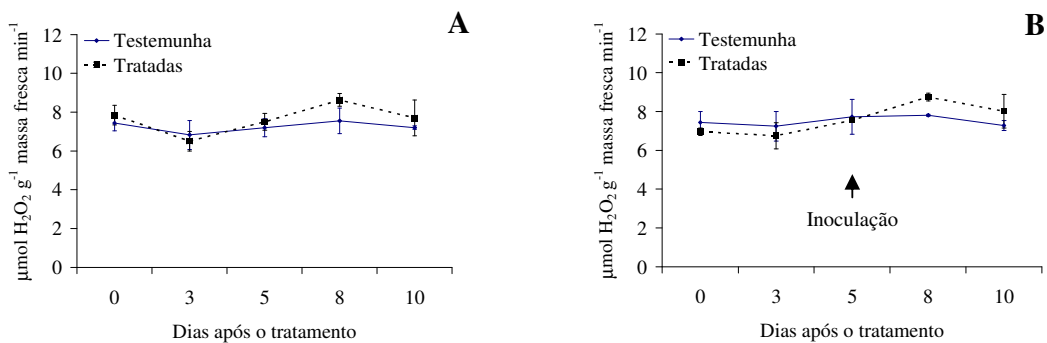 A
µmol H₂O₂ g⁻¹ massa fresca min⁻¹
12
10
8
6
4
2
0
Testemunha
Tratadas
0 3 5 8 10
Dias após o tratamento
B
µmol H₂O₂ g⁻¹ massa fresca min⁻¹
12
10
8
6
4
2
0
Testemunha
Tratadas
Inoculação
0 3 5 8 10
Dias após o tratamento